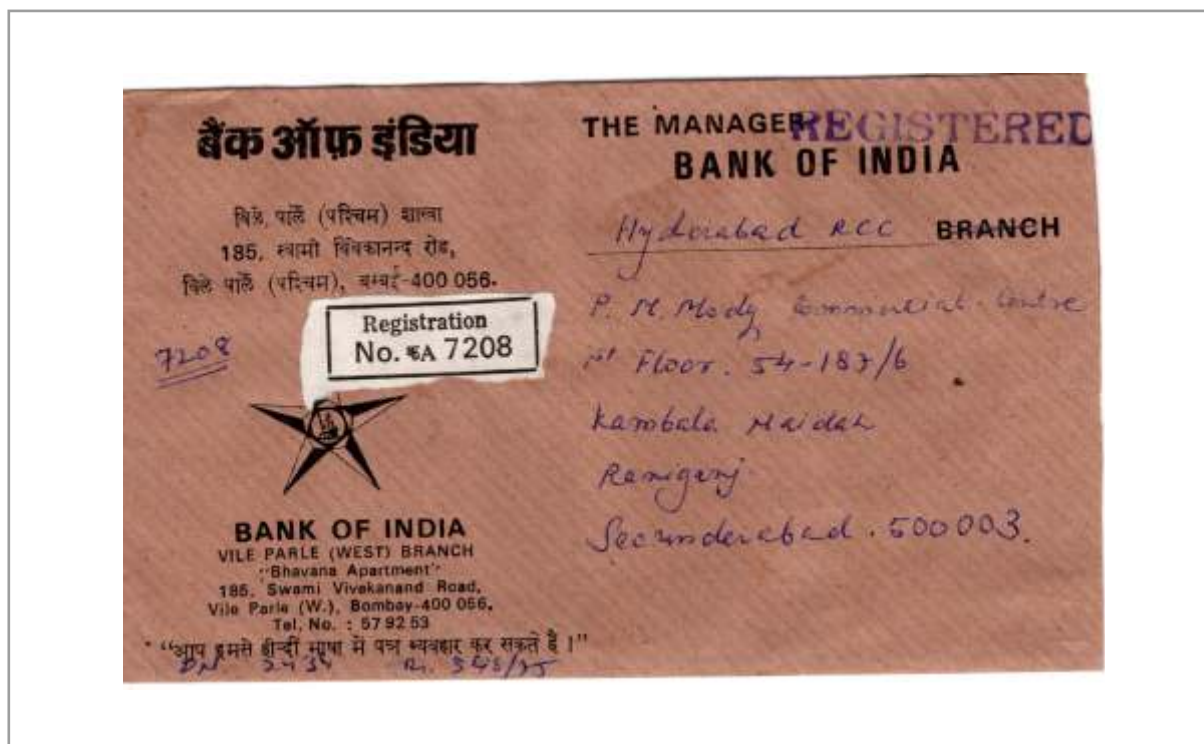 बैंक ऑफ़ इंडिया
विले पार्ले (पश्चिम) शाखा
185, स्वामी विवेकानन्द रोड,
विले पार्ले (पश्चिम), बम्बई-400 056.
Registration
No. 7208
7208
BANK OF INDIA
VILE PARLE (WEST) BRANCH
"Bhavana Apartment"
185, Swami Vivekanand Road,
Vile Parle (W.), Bombay-400 056.
Tel. No. : 57 92 53
"आप हमसे हीन्दी भाषा में पत्र व्यवहार कर सकते हैं ।"
THE MANAGER REGISTERED
BANK OF INDIA
Hyderabad RCC BRANCH
P. M. Mody Commercial Centre
1st Floor. 54-187/6
Kambala Maidan
Raniganj
Secunderabad. 500003.